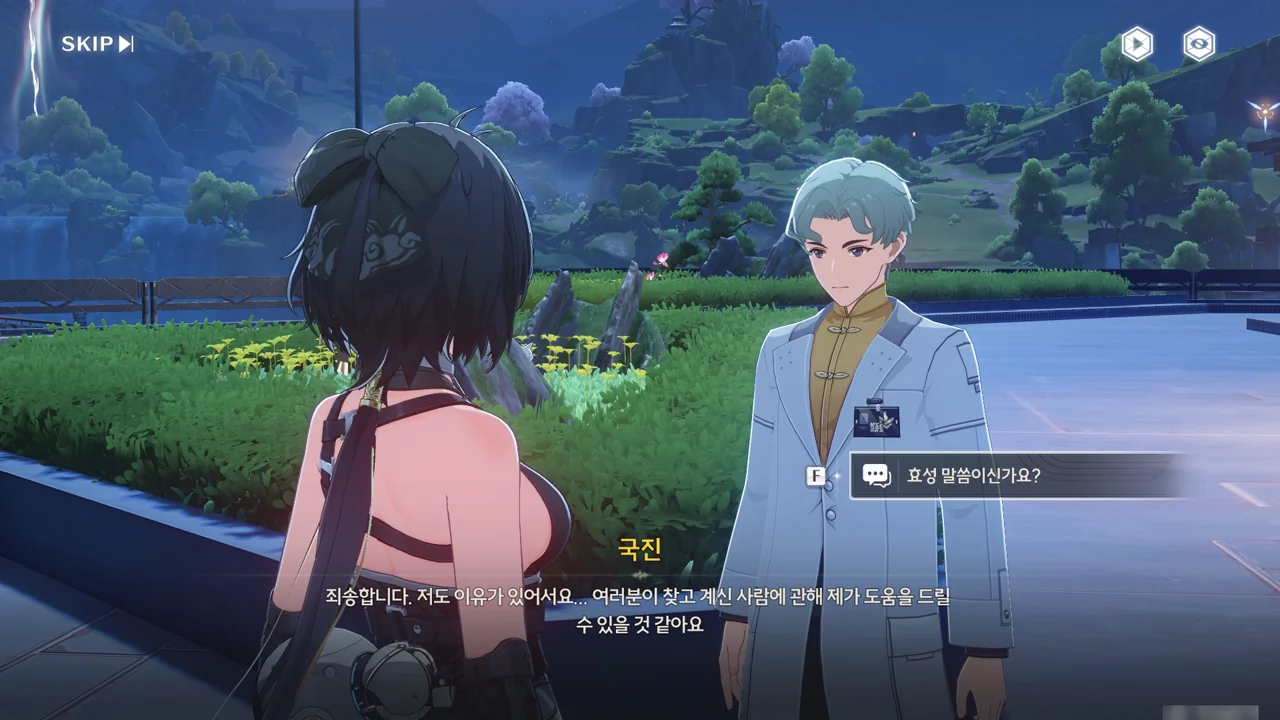 SKIP
F
효성 말씀이신가요?
국진
죄송합니다. 저도 이유가 있어서요... 여러분이 찾고 계신 사람에 관해 제가 도움을 드릴
수 있을 것 같아요